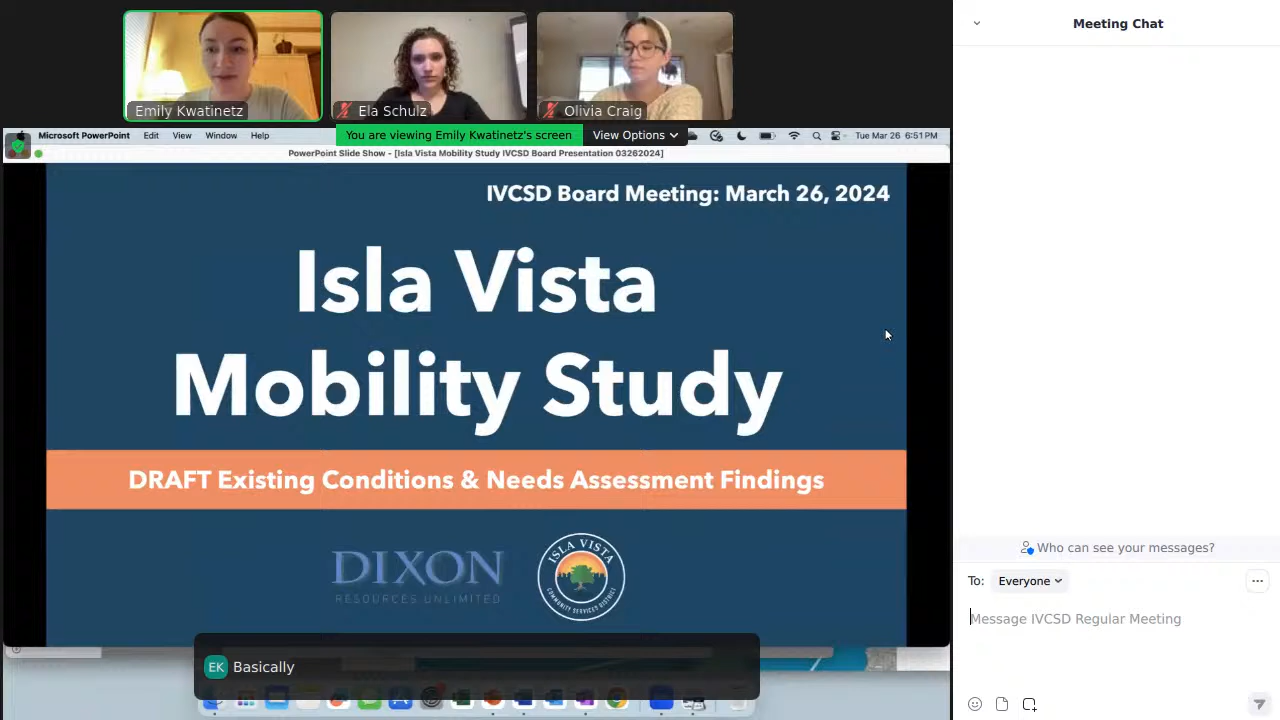 Emily Kwatinetz
Ela Schulz
Olivia Craig
Meeting Chat
Microsoft PowerPoint Edit View Window Help
You are viewing Emily Kwatinetz's screen
View Options
Tue Mar 26 6:51 PM
PowerPoint Slide Show - [Isla Vista Mobility Study IVCSD Board Presentation 03262024]
IVCSD Board Meeting: March 26, 2024
Isla Vista
Mobility Study
DRAFT Existing Conditions & Needs Assessment Findings
DIXON
RESOURCES UNLIMITED
ISLA VISTA
COMMUNITY SERVICES DISTRICT
EK Basically
Who can see your messages?
To: Everyone
Message IVCSD Regular Meeting